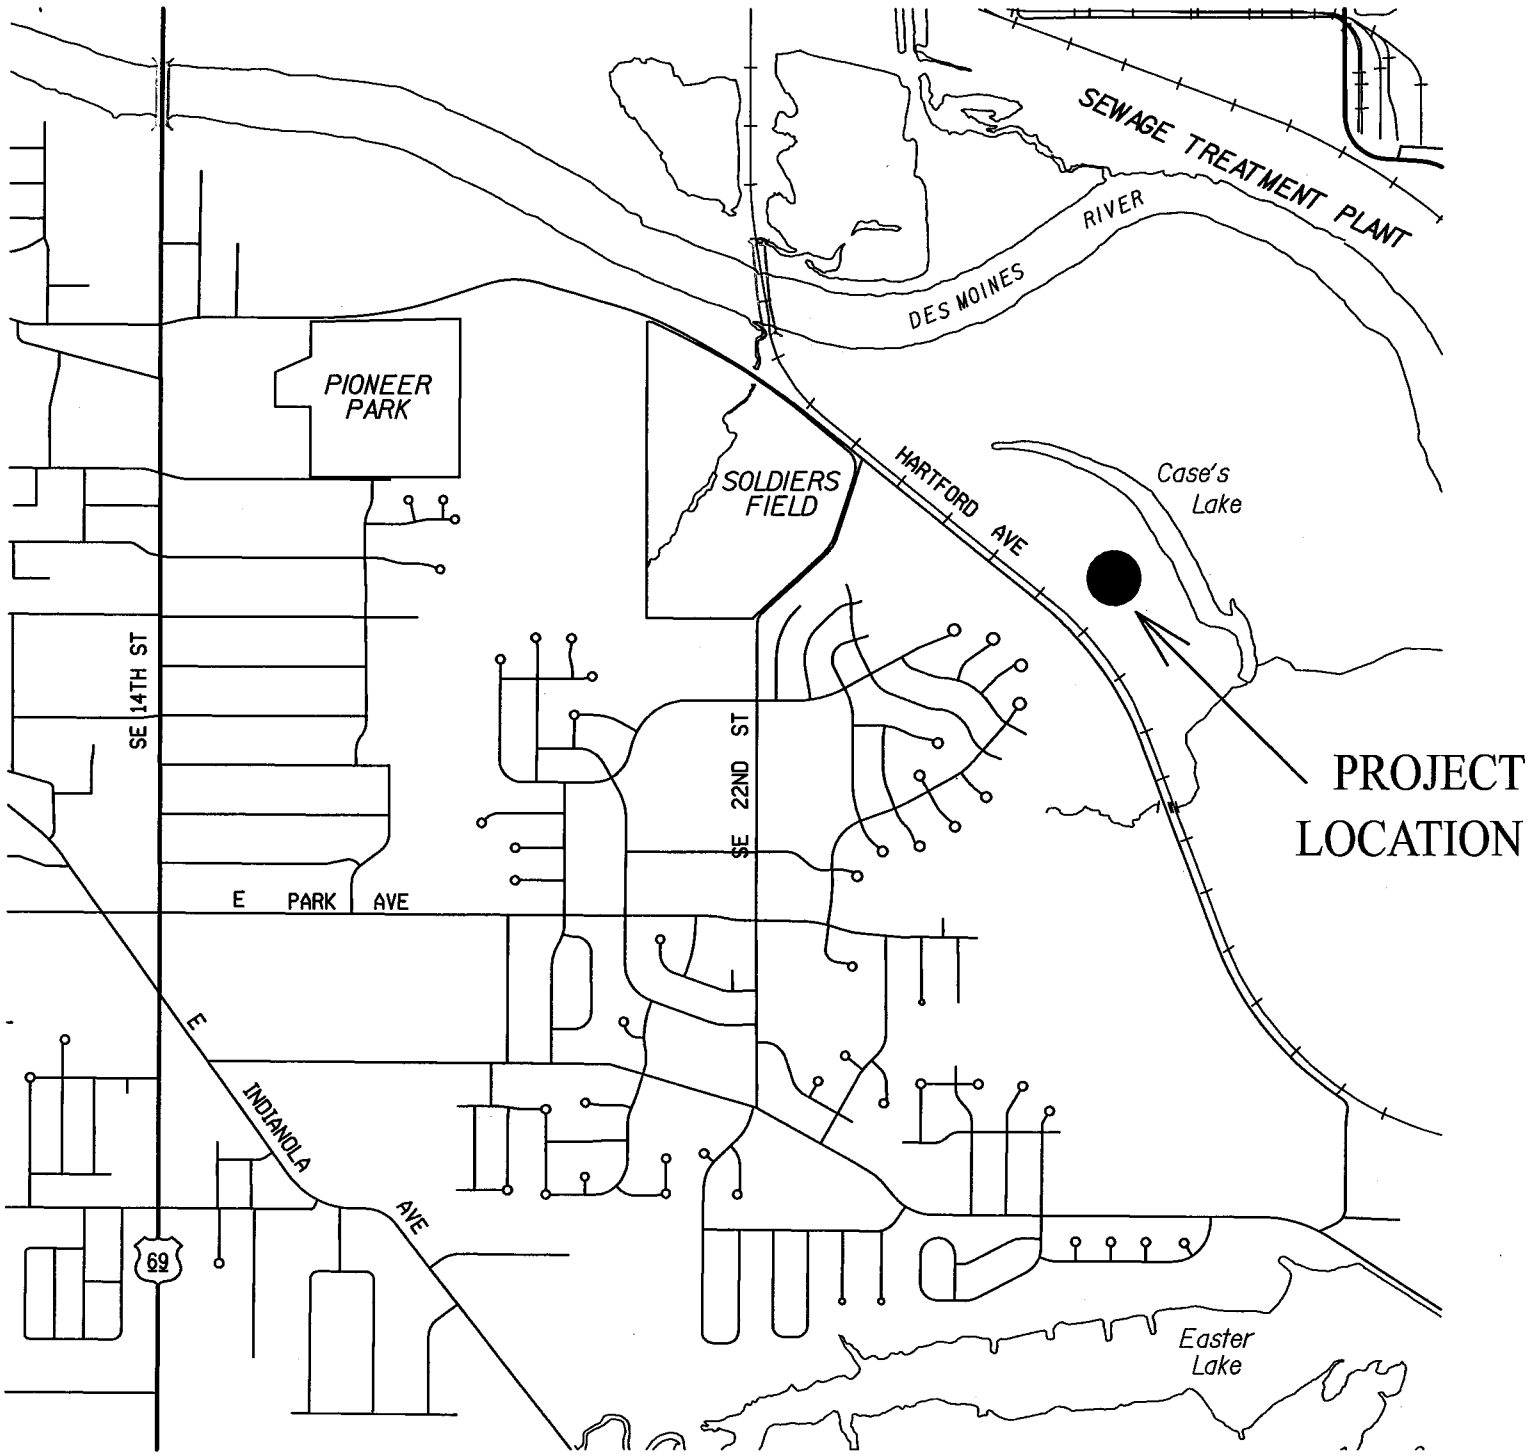 SEWAGE TREATMENT PLANT
RIVER
DES MOINES
PIONEER
PARK
SOLDIERS
FIELD
HARTFORD AVE
Case's
Lake
SE 14TH ST
SE 22ND ST
PROJECT
LOCATION
E PARK AVE
E INDIANOLA AVE
69
Easter
Lake